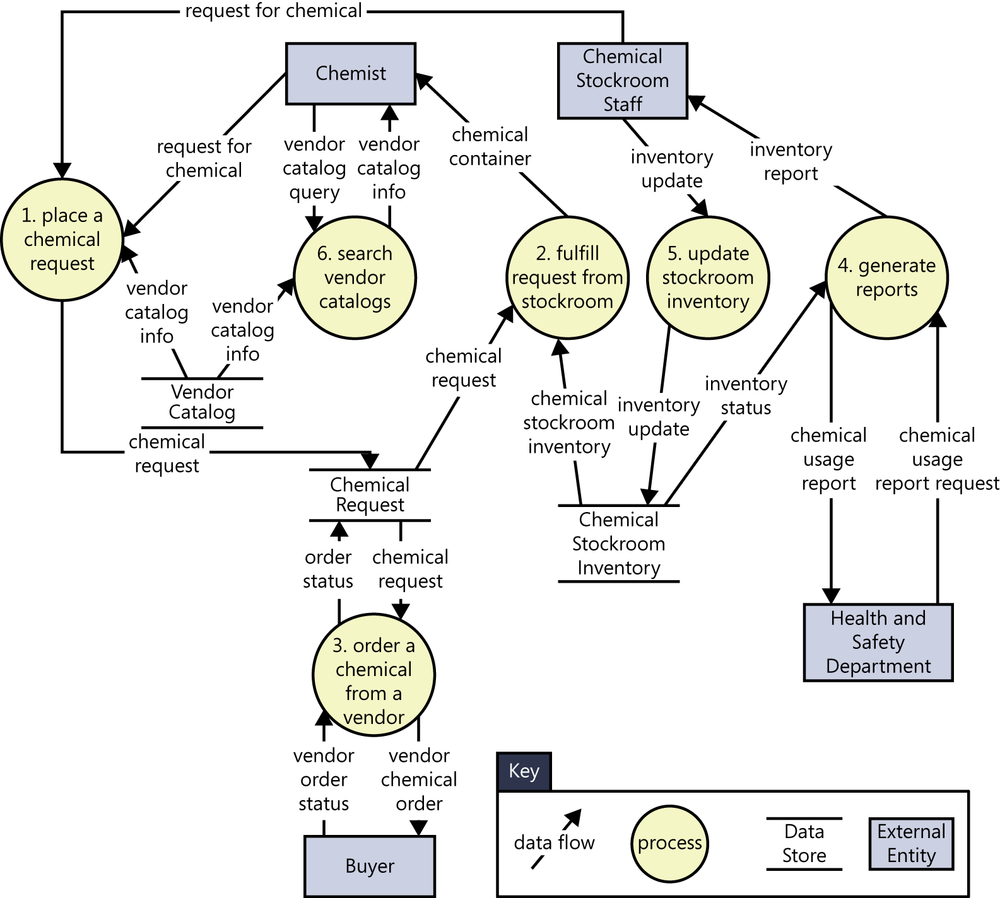 request for chemical
Chemist
Chemical
Stockroom
Staff
request for
chemical
vendor
catalog
query
vendor
catalog
info
chemical
container
inventory
update
inventory
report
1. place a
chemical
request
6. search
vendor
catalogs
2. fulfill
request from
stockroom
5. update
stockroom
inventory
4. generate
reports
vendor
catalog
info
vendor
catalog
info
Vendor
Catalog
chemical
request
chemical
request
chemical
stockroom
inventory
inventory
update
inventory
status
chemical
usage
report
chemical
usage
report request
Chemical
Request
Chemical
Stockroom
Inventory
order
status
chemical
request
Health and
Safety
Department
3. order a
chemical
from a
vendor
vendor
order
status
vendor
chemical
order
Buyer
Key
data flow
process
Data
Store
External
Entity